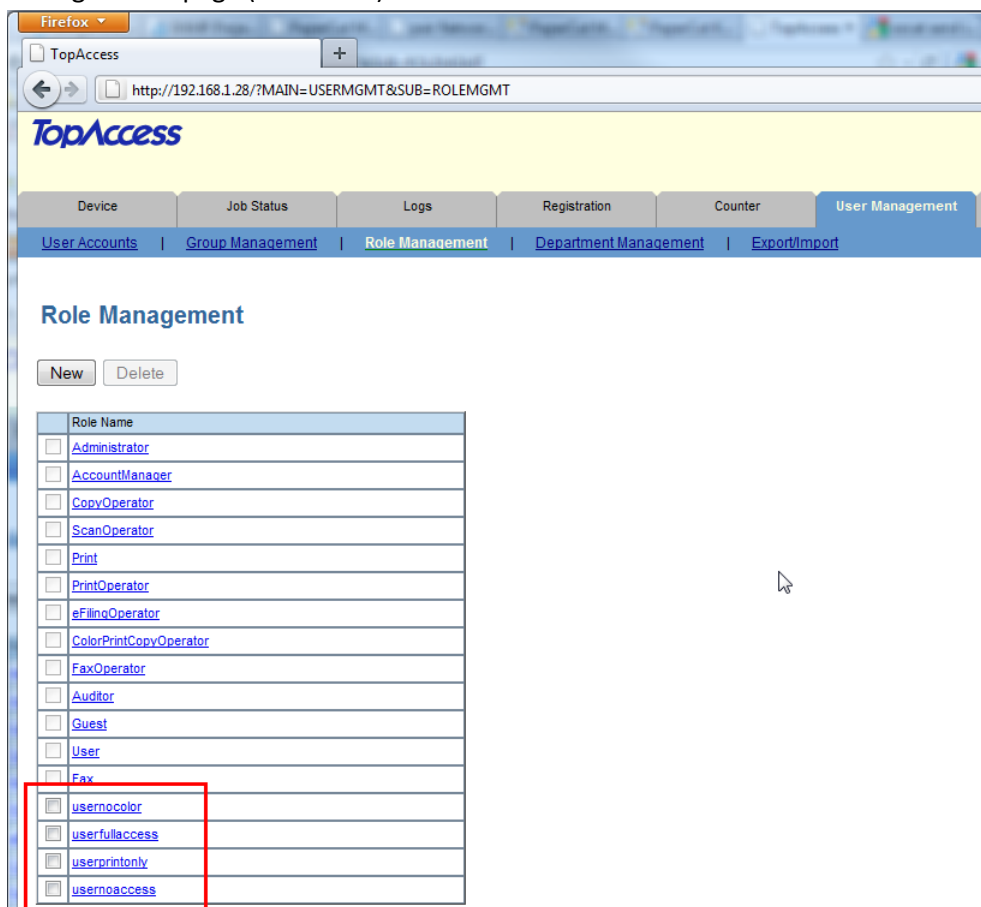 Firefox
TopAccess +
http://192.168.1.28/?MAIN=USERMGMT&SUB=ROLEMGMT
TopAccess
Device Job Status Logs Registration Counter User Management
User Accounts | Group Management | Role Management | Department Management | Export/Import
Role Management
New Delete
Role Name
Administrator
AccountManager
CopyOperator
ScanOperator
Print
PrintOperator
eFilingOperator
ColorPrintCopyOperator
FaxOperator
Auditor
Guest
User
Fax
usernocolor
userfullaccess
userprintonly
usernoaccess